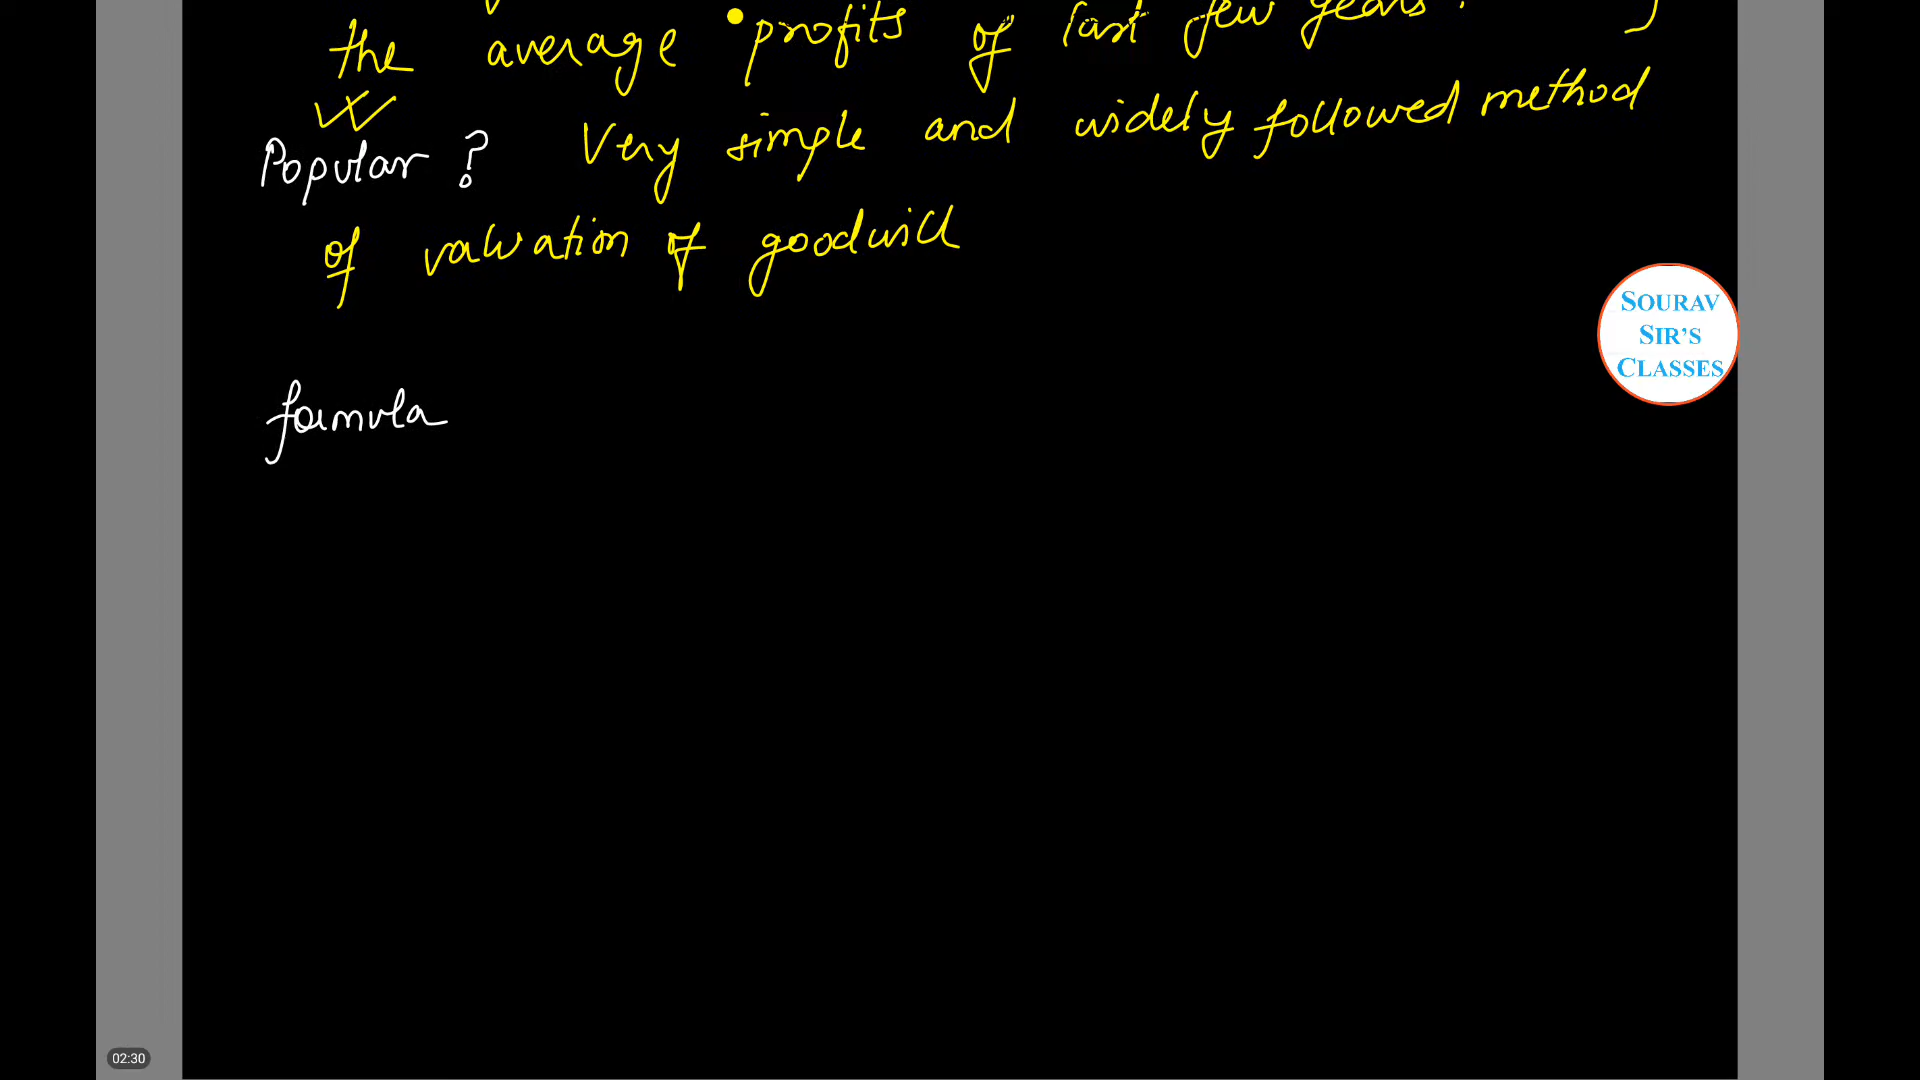 the average profits of last few years.
Popular? Very simple and widely followed method
of valuation of goodwill
SOURAV
SIR'S
CLASSES
formula
02:30